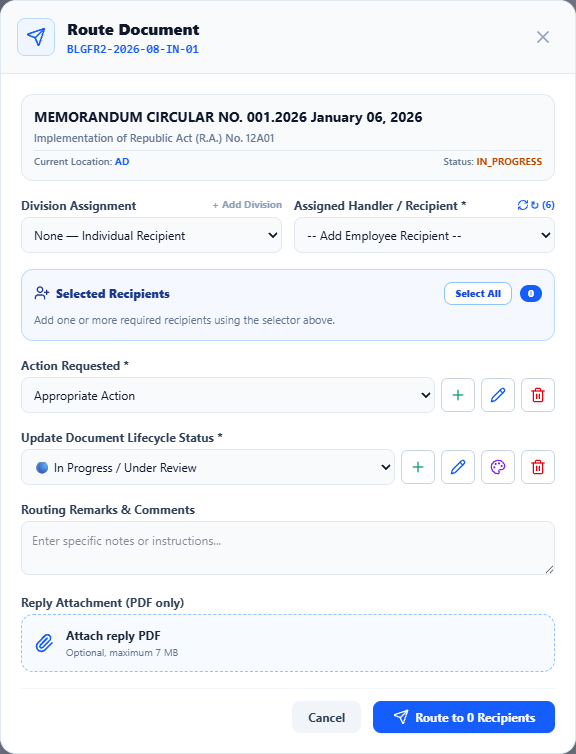 Route Document
BLGFR2-2026-08-IN-01
MEMORANDUM CIRCULAR NO. 001.2026 January 06, 2026
Implementation of Republic Act (R.A.) No. 12A01
Current Location: AD
Status: IN_PROGRESS
Division Assignment
+ Add Division
Assigned Handler / Recipient *
↻ (6)
None — Individual Recipient
-- Add Employee Recipient --
Selected Recipients
Select All
0
Add one or more required recipients using the selector above.
Action Requested *
Appropriate Action
Update Document Lifecycle Status *
In Progress / Under Review
Routing Remarks & Comments
Enter specific notes or instructions...
Reply Attachment (PDF only)
Attach reply PDF
Optional, maximum 7 MB
Cancel
Route to 0 Recipients